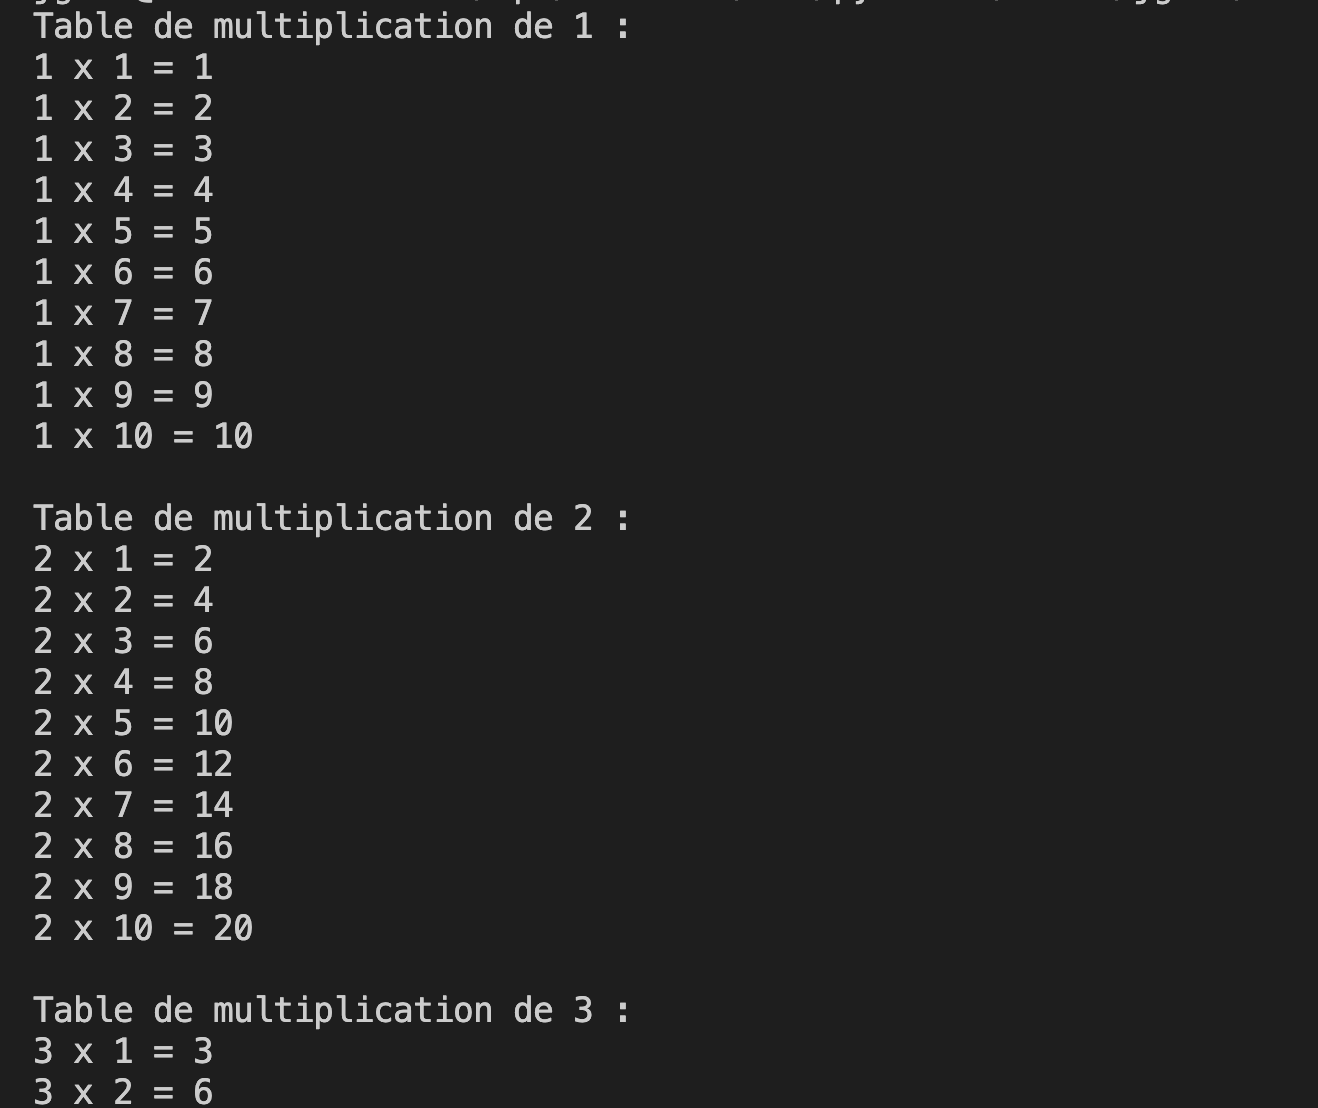 Table de multiplication de 1 :
1 x 1 = 1
1 x 2 = 2
1 x 3 = 3
1 x 4 = 4
1 x 5 = 5
1 x 6 = 6
1 x 7 = 7
1 x 8 = 8
1 x 9 = 9
1 x 10 = 10

Table de multiplication de 2 :
2 x 1 = 2
2 x 2 = 4
2 x 3 = 6
2 x 4 = 8
2 x 5 = 10
2 x 6 = 12
2 x 7 = 14
2 x 8 = 16
2 x 9 = 18
2 x 10 = 20

Table de multiplication de 3 :
3 x 1 = 3
3 x 2 = 6